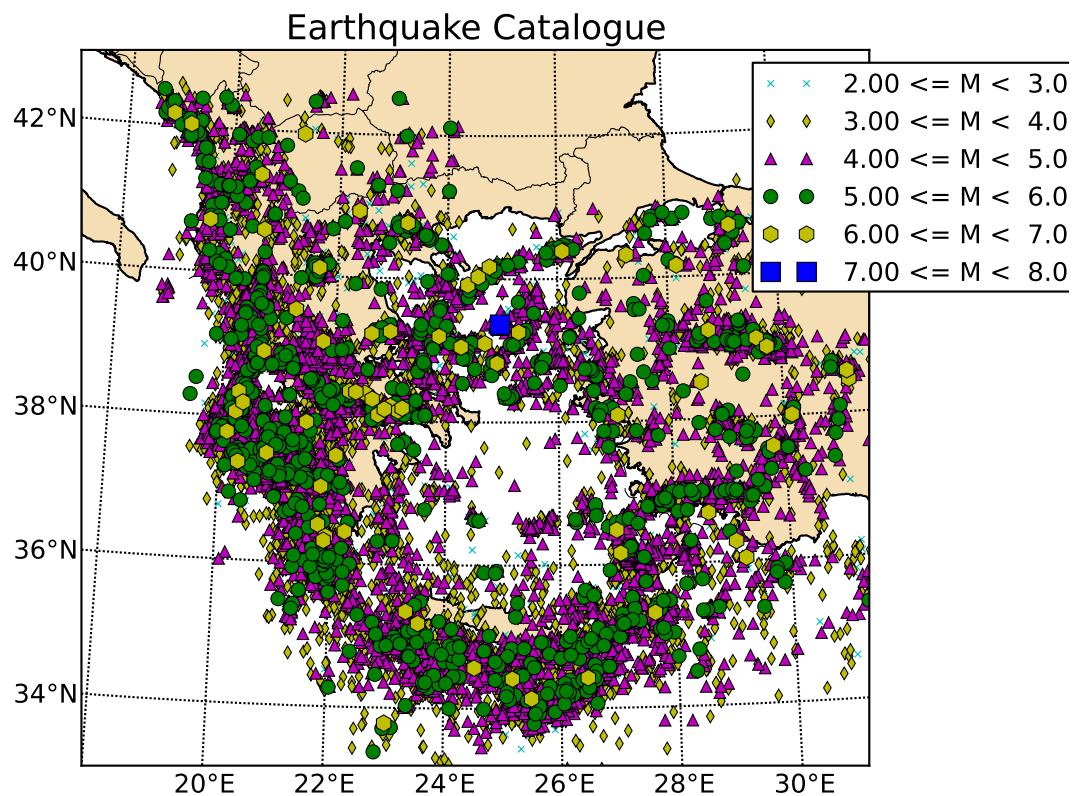 Earthquake Catalogue
2.00 <= M < 3.0
3.00 <= M < 4.0
4.00 <= M < 5.0
5.00 <= M < 6.0
6.00 <= M < 7.0
7.00 <= M < 8.0
42°N
40°N
38°N
36°N
34°N
20°E 22°E 24°E 26°E 28°E 30°E